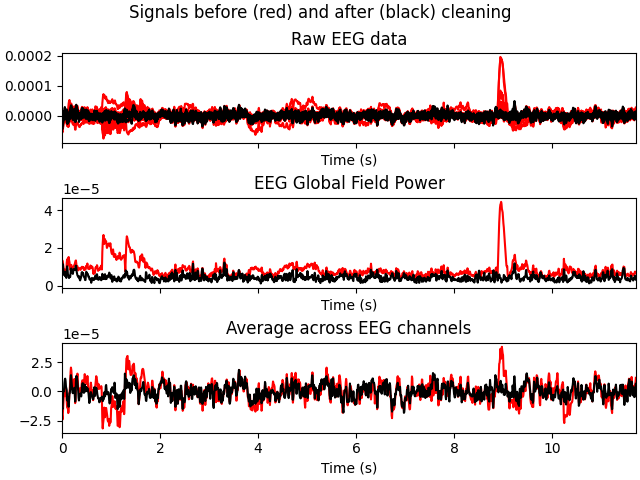 Signals before (red) and after (black) cleaning
Raw EEG data
0.0002
0.0001
0.0000
Time (s)
EEG Global Field Power
1e−5
4
2
0
Time (s)
Average across EEG channels
1e−5
2.5
0.0
−2.5
0 2 4 6 8 10
Time (s)